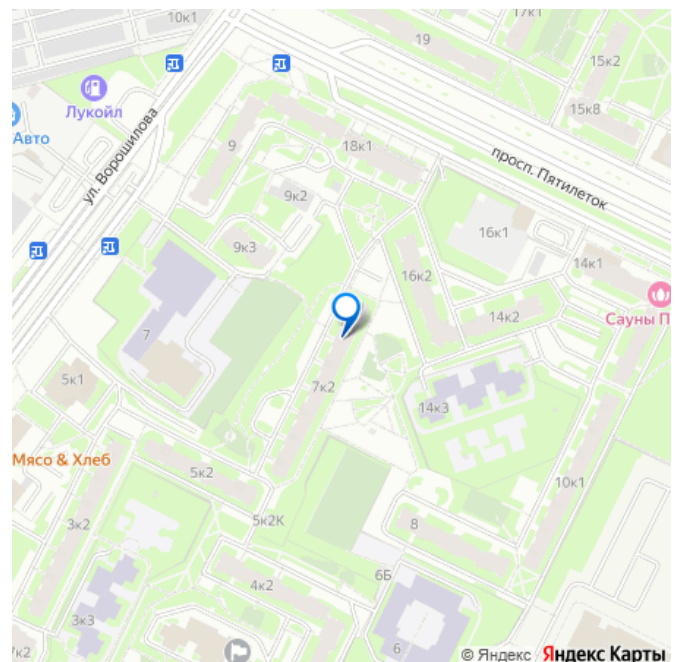 10к1
17к1
19
15к2
15к8
Лукойл
Авто
ул. Ворошилова
9
18к1
просп. Пятилеток
9к2
16к1
9к3
16к2
14к1
Сауны П
14к2
7
7к2
5к1
14к3
Мясо & Хлеб
5к2
10к1
3к2
5к2К
8
4к2
6Б
3к3
6
7к2
© Яндекс Яндекс Карты